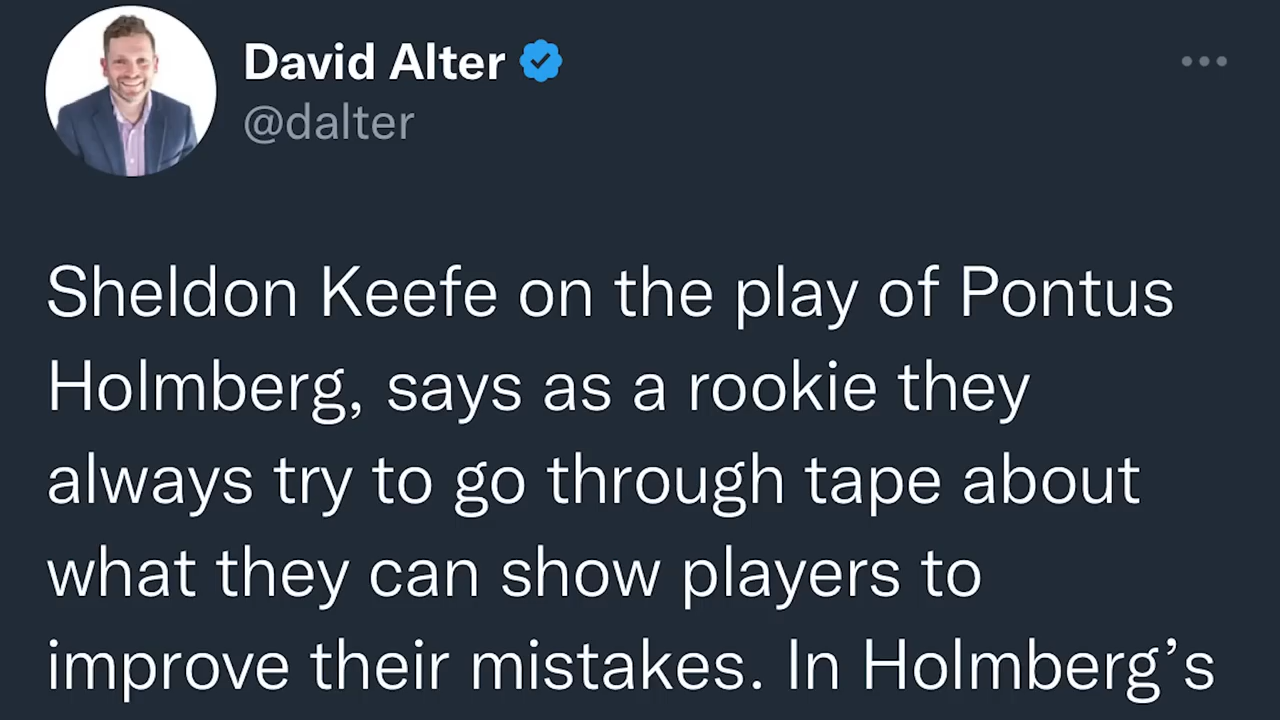 David Alter
@dalter
Sheldon Keefe on the play of Pontus
Holmberg, says as a rookie they
always try to go through tape about
what they can show players to
improve their mistakes. In Holmberg’s